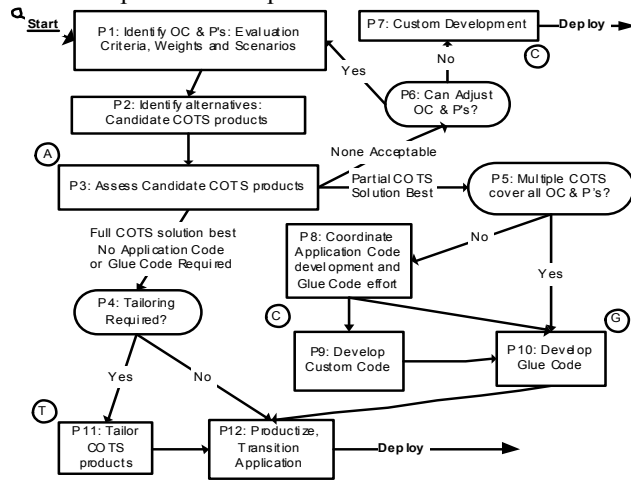 Start
P1: Identify OC & P's: Evaluation
Criteria, Weights and Scenarios
P7: Custom Development
Deploy
C
Yes
No
P2: Identify alternatives:
Candidate COTS products
P6: Can Adjust
OC & P's?
A
None Acceptable
P3: Assess Candidate COTS products
Partial COTS
Solution Best
P5: Multiple COTS
cover all OC & P's?
Full COTS solution best
No Application Code
or Glue Code Required
P8: Coordinate
Application Code
development and
Glue Code effort
No
Yes
P4: Tailoring
Required?
C
G
P9: Develop
Custom Code
P10: Develop
Glue Code
Yes
No
T
P11: Tailor
COTS
products
P12: Productize,
Transition
Application
Deploy